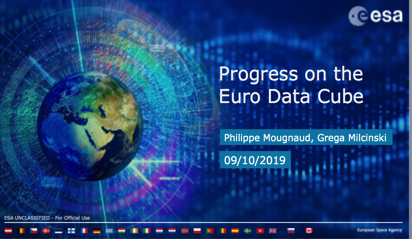 esa
Progress on the
Euro Data Cube
Philippe Mougnaud, Grega Milcinski
09/10/2019
ESA UNCLASSIFIED - For Official Use
European Space Agency